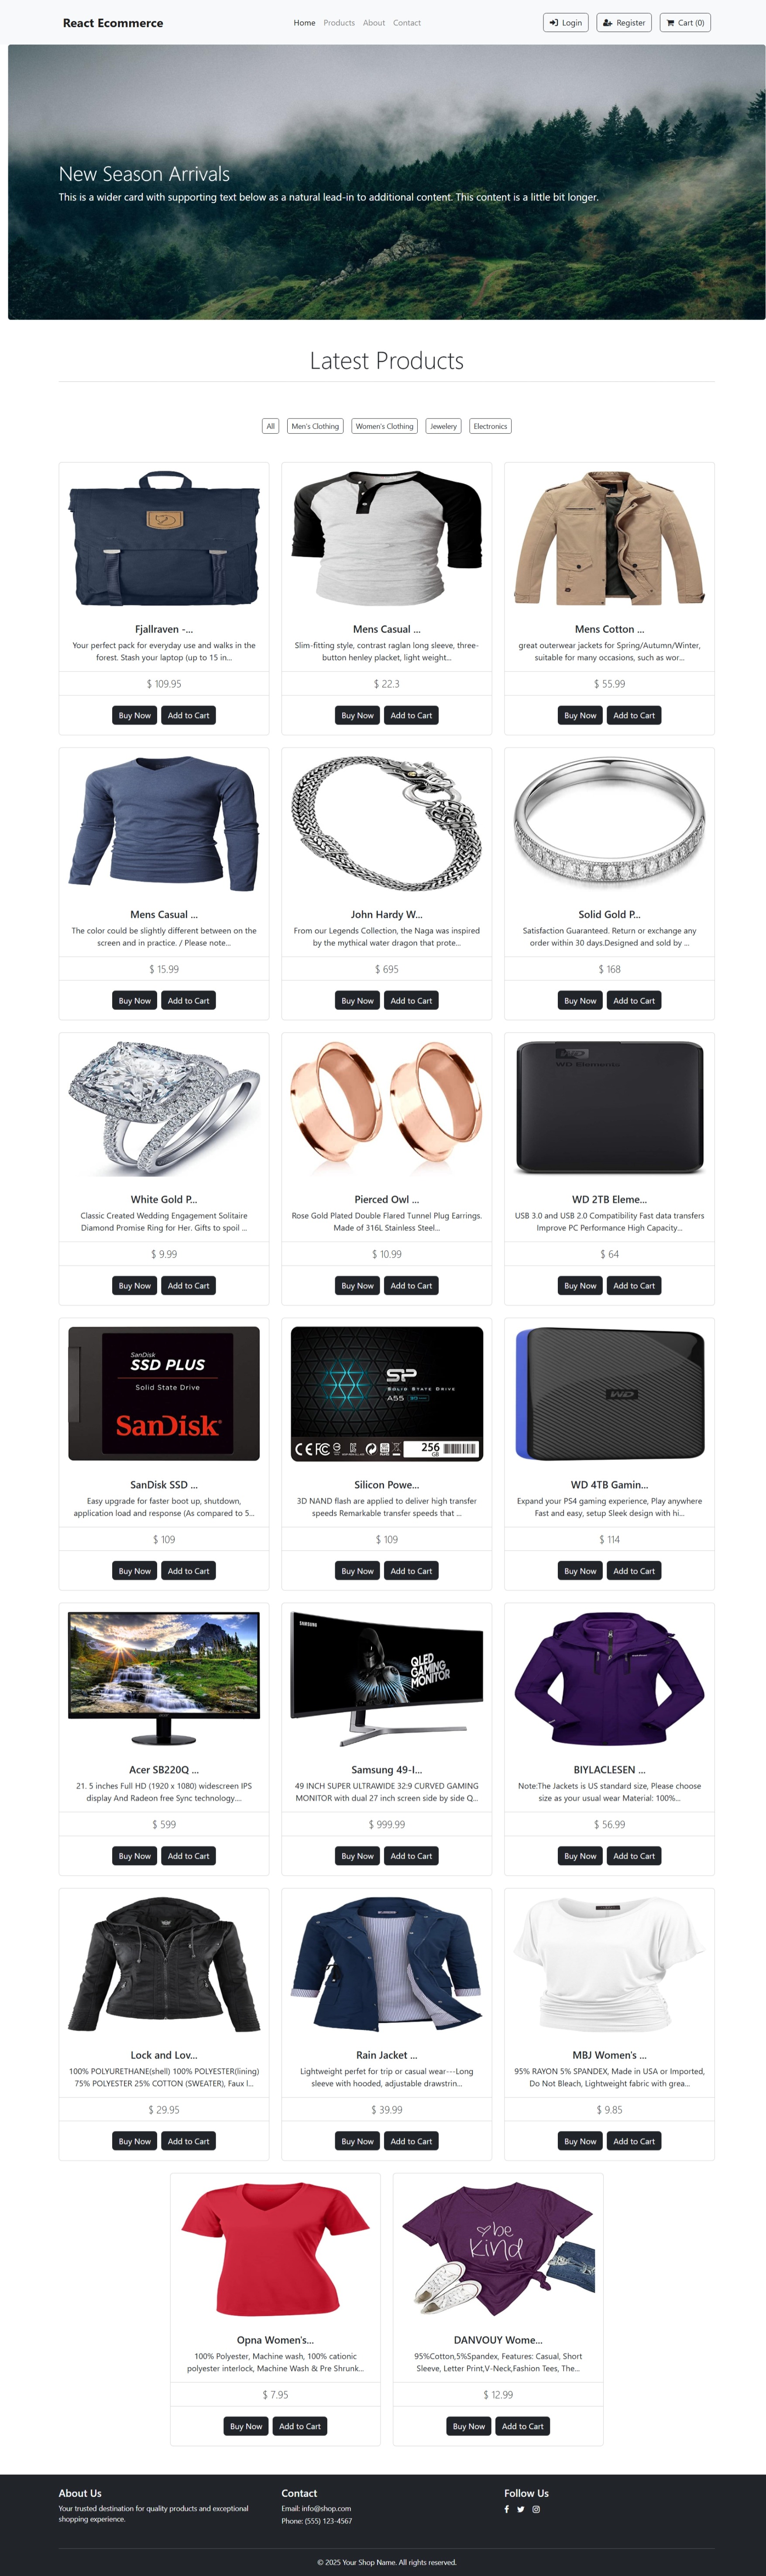 React Ecommerce
Home Products About Contact
Login Register Cart (0)
New Season Arrivals
This is a wider card with supporting text below as a natural lead-in to additional content. This content is a little bit longer.
Latest Products
All Men's Clothing Women's Clothing Jewelery Electronics
Fjallraven -...
Your perfect pack for everyday use and walks in the
forest. Stash your laptop (up to 15 in...
$ 109.95
Buy Now Add to Cart
Mens Casual ...
Slim-fitting style, contrast raglan long sleeve, three-
button henley placket, light weight...
$ 22.3
Buy Now Add to Cart
Mens Cotton ...
great outerwear jackets for Spring/Autumn/Winter,
suitable for many occasions, such as wor...
$ 55.99
Buy Now Add to Cart
Mens Casual ...
The color could be slightly different between on the
screen and in practice. / Please note...
$ 15.99
Buy Now Add to Cart
John Hardy W...
From our Legends Collection, the Naga was inspired
by the mythical water dragon that prote...
$ 695
Buy Now Add to Cart
Solid Gold P...
Satisfaction Guaranteed. Return or exchange any
order within 30 days.Designed and sold by ...
$ 168
Buy Now Add to Cart
White Gold P...
Classic Created Wedding Engagement Solitaire
Diamond Promise Ring for Her. Gifts to spoil ...
$ 9.99
Buy Now Add to Cart
Pierced Owl ...
Rose Gold Plated Double Flared Tunnel Plug Earrings.
Made of 316L Stainless Steel...
$ 10.99
Buy Now Add to Cart
WD
WD Elements
WD 2TB Eleme...
USB 3.0 and USB 2.0 Compatibility Fast data transfers
Improve PC Performance High Capacity...
$ 64
Buy Now Add to Cart
SanDisk
SSD PLUS
Solid State Drive
SanDisk
SanDisk SSD ...
Easy upgrade for faster boot up, shutdown,
application load and response (As compared to 5...
$ 109
Buy Now Add to Cart
SP
SOLID STATE DRIVE
A55
256
GB
Silicon Powe...
3D NAND flash are applied to deliver high transfer
speeds Remarkable transfer speeds that ...
$ 109
Buy Now Add to Cart
WD
WD 4TB Gamin...
Expand your PS4 gaming experience, Play anywhere
Fast and easy, setup Sleek design with hi...
$ 114
Buy Now Add to Cart
Acer SB220Q ...
21. 5 inches Full HD (1920 x 1080) widescreen IPS
display And Radeon free Sync technology....
$ 599
Buy Now Add to Cart
SAMSUNG
QLED
GAMING
MONITOR
Samsung 49-I...
49 INCH SUPER ULTRAWIDE 32:9 CURVED GAMING
MONITOR with dual 27 inch screen side by side Q...
$ 999.99
Buy Now Add to Cart
BIYLACLESEN ...
Note:The Jackets is US standard size, Please choose
size as your usual wear Material: 100%...
$ 56.99
Buy Now Add to Cart
Lock and Lov...
100% POLYURETHANE(shell) 100% POLYESTER(lining)
75% POLYESTER 25% COTTON (SWEATER), Faux l...
$ 29.95
Buy Now Add to Cart
Rain Jacket ...
Lightweight perfet for trip or casual wear---Long
sleeve with hooded, adjustable drawstrin...
$ 39.99
Buy Now Add to Cart
MBJ Women's ...
95% RAYON 5% SPANDEX, Made in USA or Imported,
Do Not Bleach, Lightweight fabric with grea...
$ 9.85
Buy Now Add to Cart
Opna Women's...
100% Polyester, Machine wash, 100% cationic
polyester interlock, Machine Wash & Pre Shrunk...
$ 7.95
Buy Now Add to Cart
be
kind
DANVOUY Wome...
95%Cotton,5%Spandex, Features: Casual, Short
Sleeve, Letter Print,V-Neck,Fashion Tees, The...
$ 12.99
Buy Now Add to Cart
About Us
Your trusted destination for quality products and exceptional
shopping experience.
Contact
Email: info@shop.com
Phone: (555) 123-4567
Follow Us
© 2025 Your Shop Name. All rights reserved.